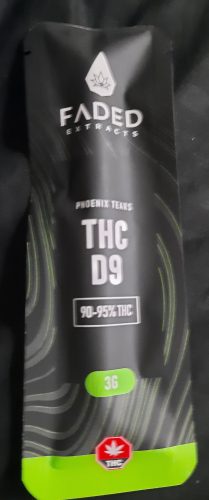 FADED
EXTRACTS
PHOENIX TEARS
THC
D9
90-95% THC
3G
THC